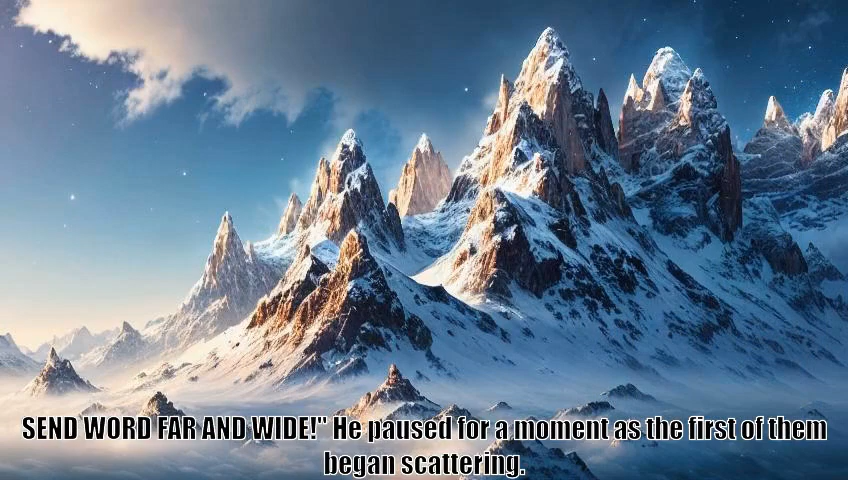 SEND WORD FAR AND WIDE!" He paused for a moment as the first of them
began scattering.